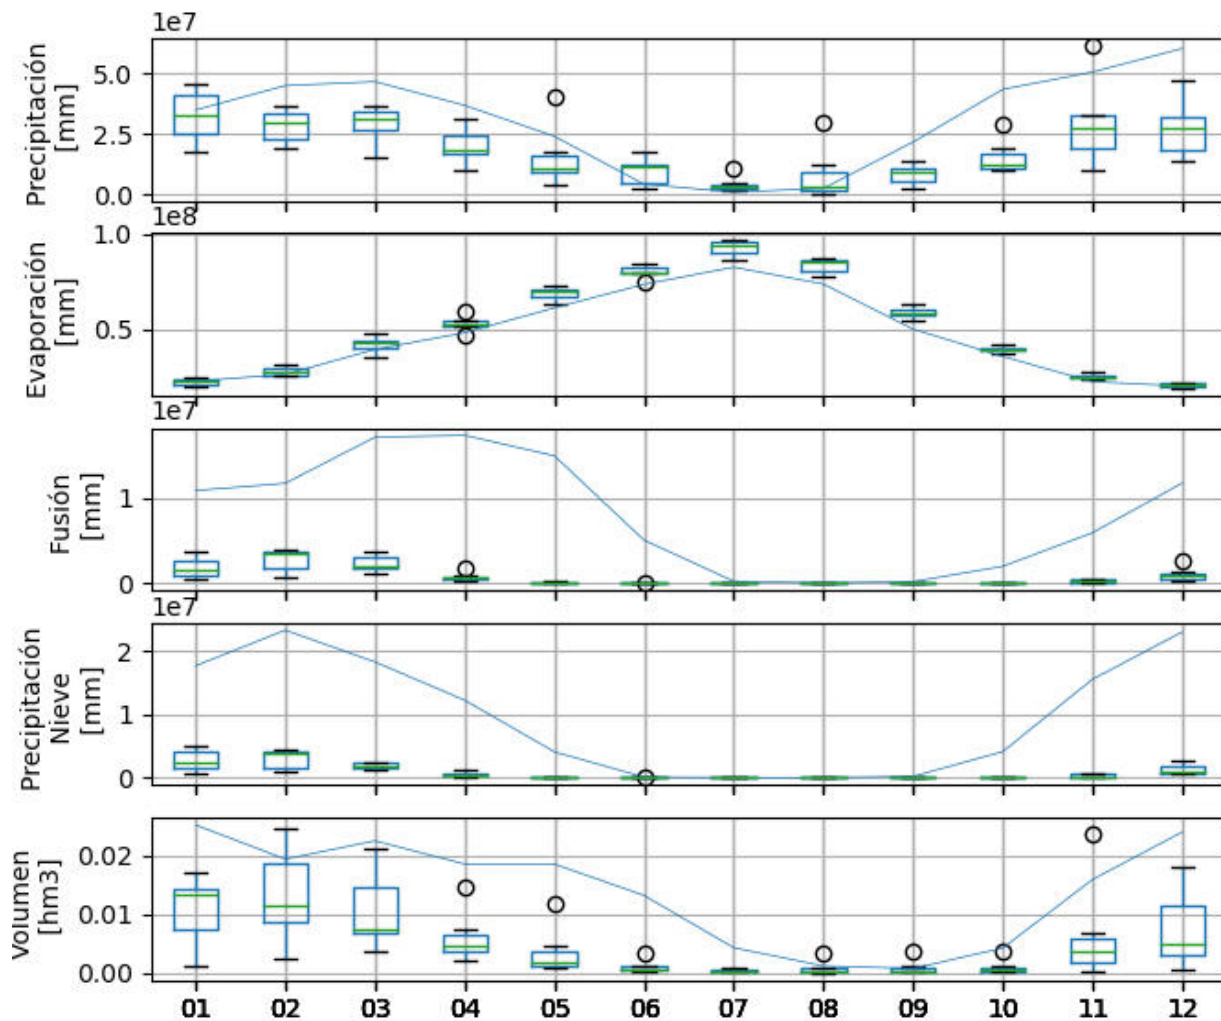 1e7
Precipitación
[mm]
5.0
2.5
0.0
1e8
Evaporación
[mm]
1.0
0.5
1e7
Fusión
[mm]
1
0
1e7
Precipitación
Nieve
[mm]
2
1
0
Volumen
[hm3]
0.02
0.01
0.00
01 02 03 04 05 06 07 08 09 10 11 12